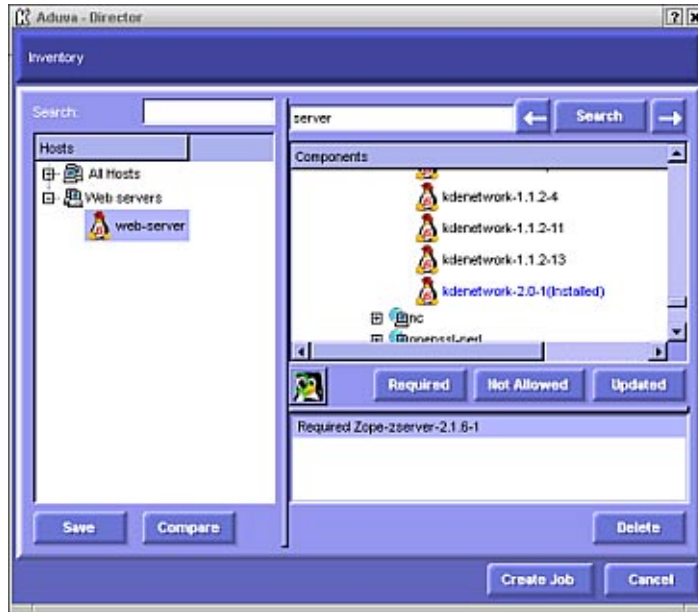 Aduva - Director
Inventory
Search:
server
Search
Hosts
All Hosts
Web servers
web-server
Components
kdenetwork-1.1.2-4
kdenetwork-1.1.2-11
kdenetwork-1.1.2-13
kdenetwork-2.0-1(Installed)
nc
openssl-perl
Required
Not Allowed
Updated
Required Zope-zserver-2.1.6-1
Save
Compare
Delete
Create Job
Cancel